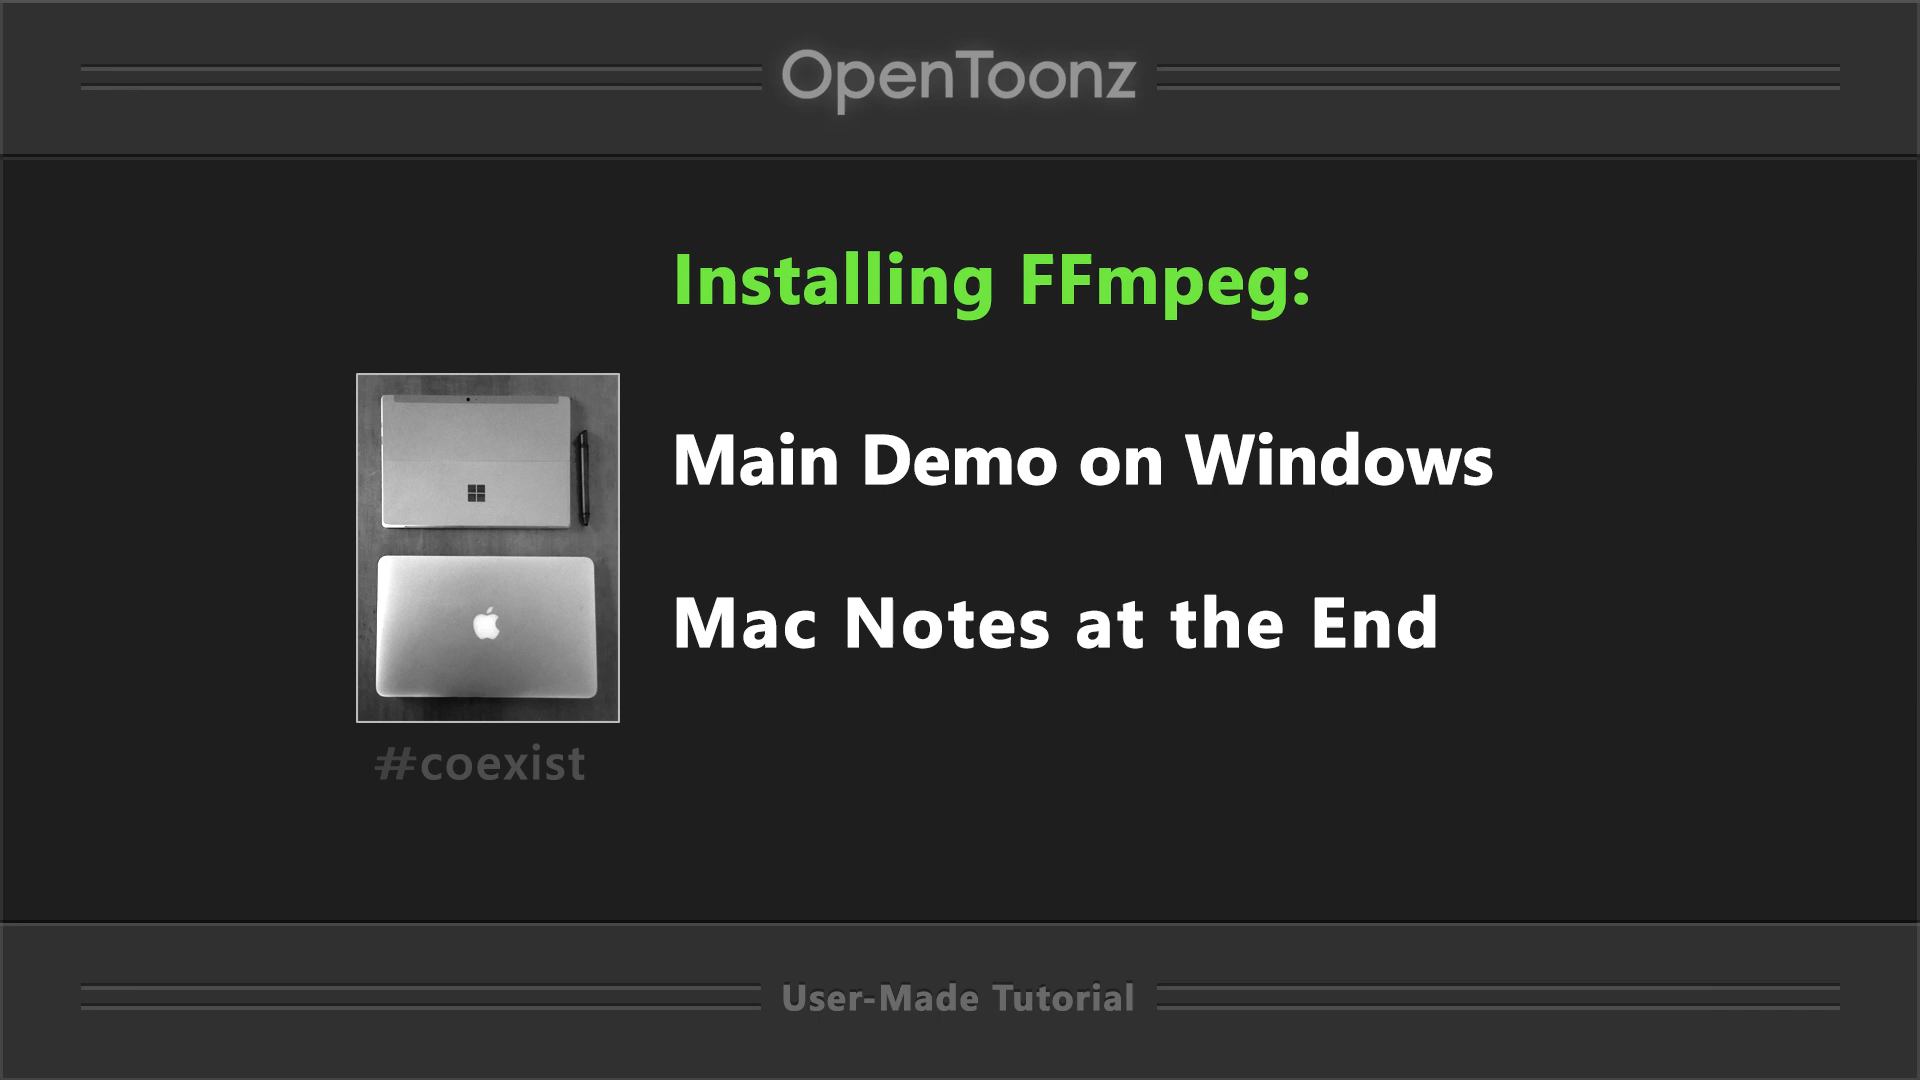 OpenToonz
Installing FFmpeg:
Main Demo on Windows
Mac Notes at the End
#coexist
User-Made Tutorial